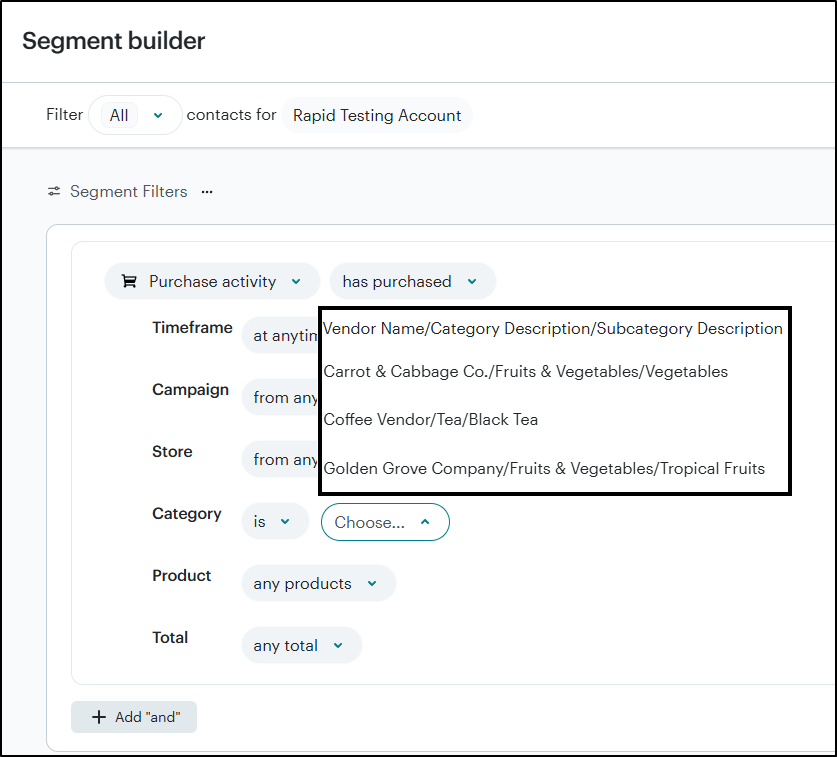 Segment builder
Filter All contacts for Rapid Testing Account
Segment Filters ...
Purchase activity has purchased
Timeframe at anytim
Vendor Name/Category Description/Subcategory Description
Carrot & Cabbage Co./Fruits & Vegetables/Vegetables
Campaign from any
Coffee Vendor/Tea/Black Tea
Store from any
Golden Grove Company/Fruits & Vegetables/Tropical Fruits
Category is Choose...
Product any products
Total any total
+ Add "and"